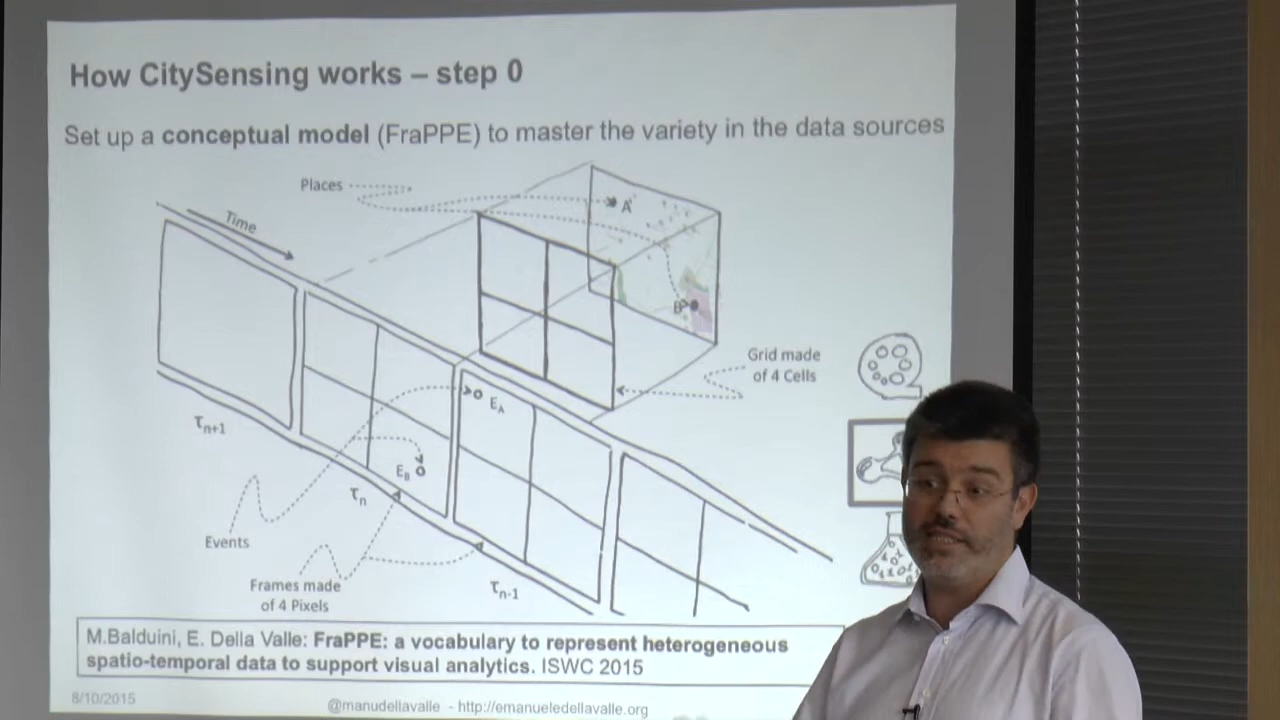 How CitySensing works – step 0
Set up a conceptual model (FraPPE) to master the variety in the data sources
Places
A
Time
B
Grid made
of 4 Cells
E_A
τ_n+1
E_B
τ_n
Events
Frames made
of 4 Pixels
τ_n-1
M.Balduini, E. Della Valle: FraPPE: a vocabulary to represent heterogeneous
spatio-temporal data to support visual analytics. ISWC 2015
8/10/2015
@manudellavalle - http://emanueledellavalle.org